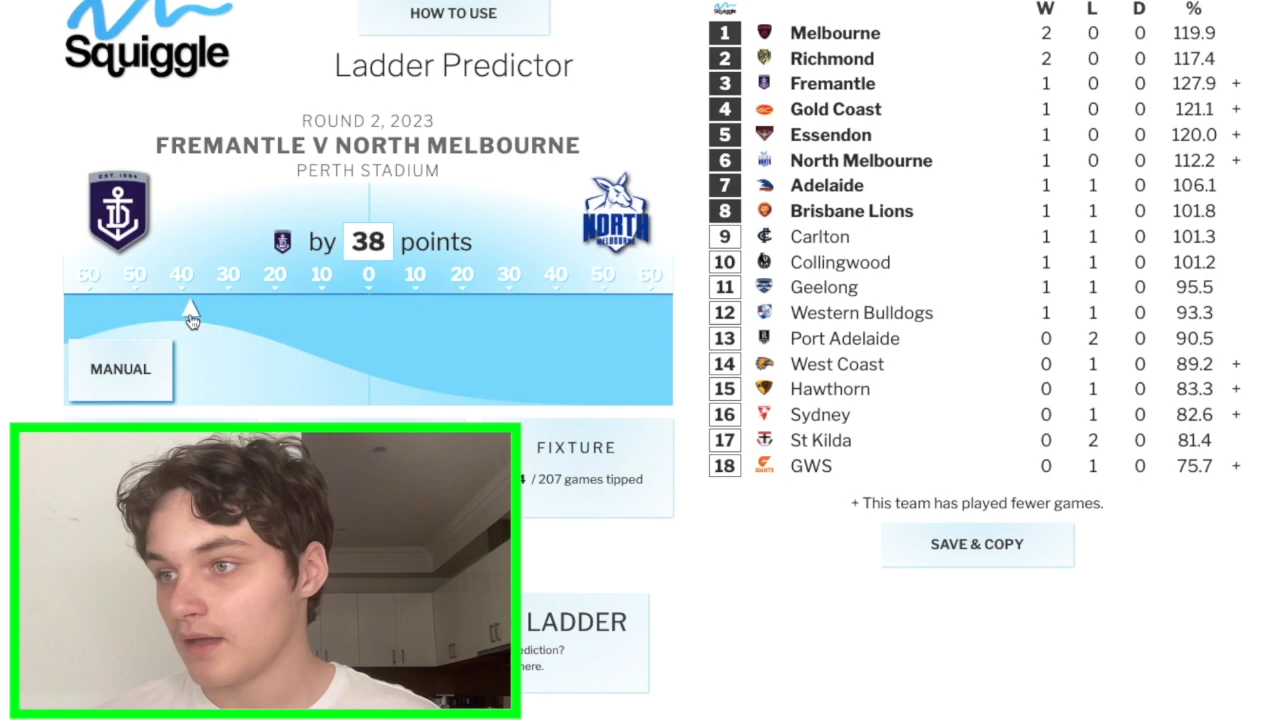 HOW TO USE
Squiggle
Ladder Predictor
ROUND 2, 2023
FREMANTLE V NORTH MELBOURNE
PERTH STADIUM
EST. 1994
NORTH
MELBOURNE
by 38 points
60 50 40 30 20 10 0 10 20 30 40 50 60
MANUAL
FIXTURE
/ 207 games tipped
LADDER
ediction?
here.
W L D %
1 Melbourne 2 0 0 119.9
2 Richmond 2 0 0 117.4
3 Fremantle 1 0 0 127.9 +
4 Gold Coast 1 0 0 121.1 +
5 Essendon 1 0 0 120.0 +
6 North Melbourne 1 0 0 112.2 +
7 Adelaide 1 1 0 106.1
8 Brisbane Lions 1 1 0 101.8
9 Carlton 1 1 0 101.3
10 Collingwood 1 1 0 101.2
11 Geelong 1 1 0 95.5
12 Western Bulldogs 1 1 0 93.3
13 Port Adelaide 0 2 0 90.5
14 West Coast 0 1 0 89.2 +
15 Hawthorn 0 1 0 83.3 +
16 Sydney 0 1 0 82.6 +
17 St Kilda 0 2 0 81.4
18 GWS 0 1 0 75.7 +
+ This team has played fewer games.
SAVE & COPY